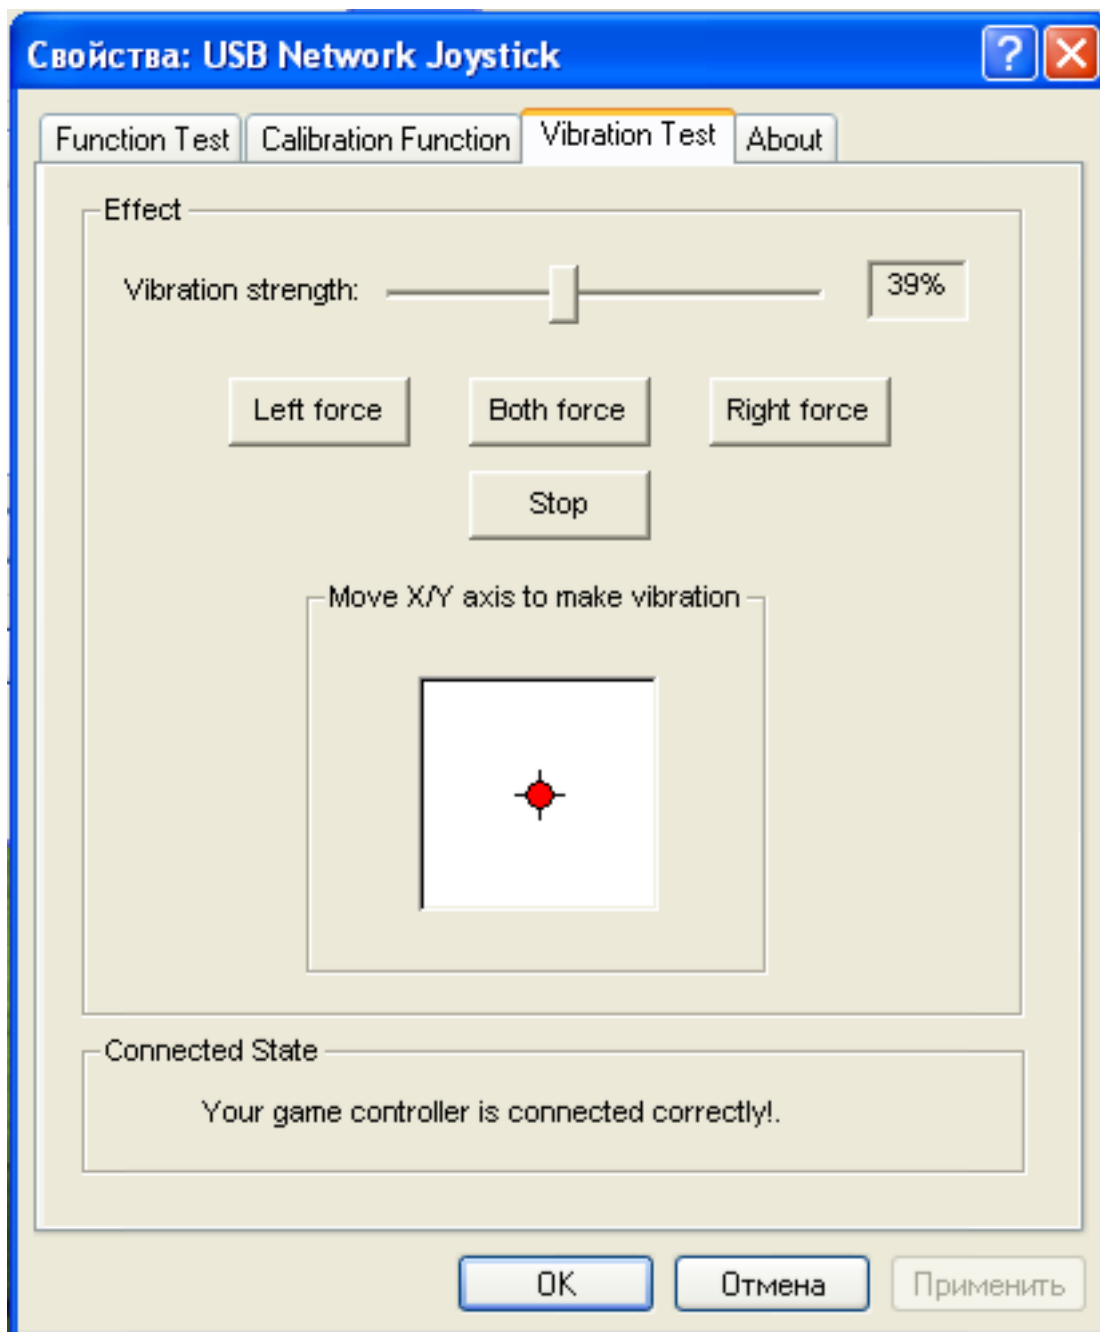 Свойства: USB Network Joystick
?
Function Test Calibration Function Vibration Test About
Effect
Vibration strength: 39%
Left force Both force Right force
Stop
Move X/Y axis to make vibration
Connected State
Your game controller is connected correctly!.
OK Отмена Применить